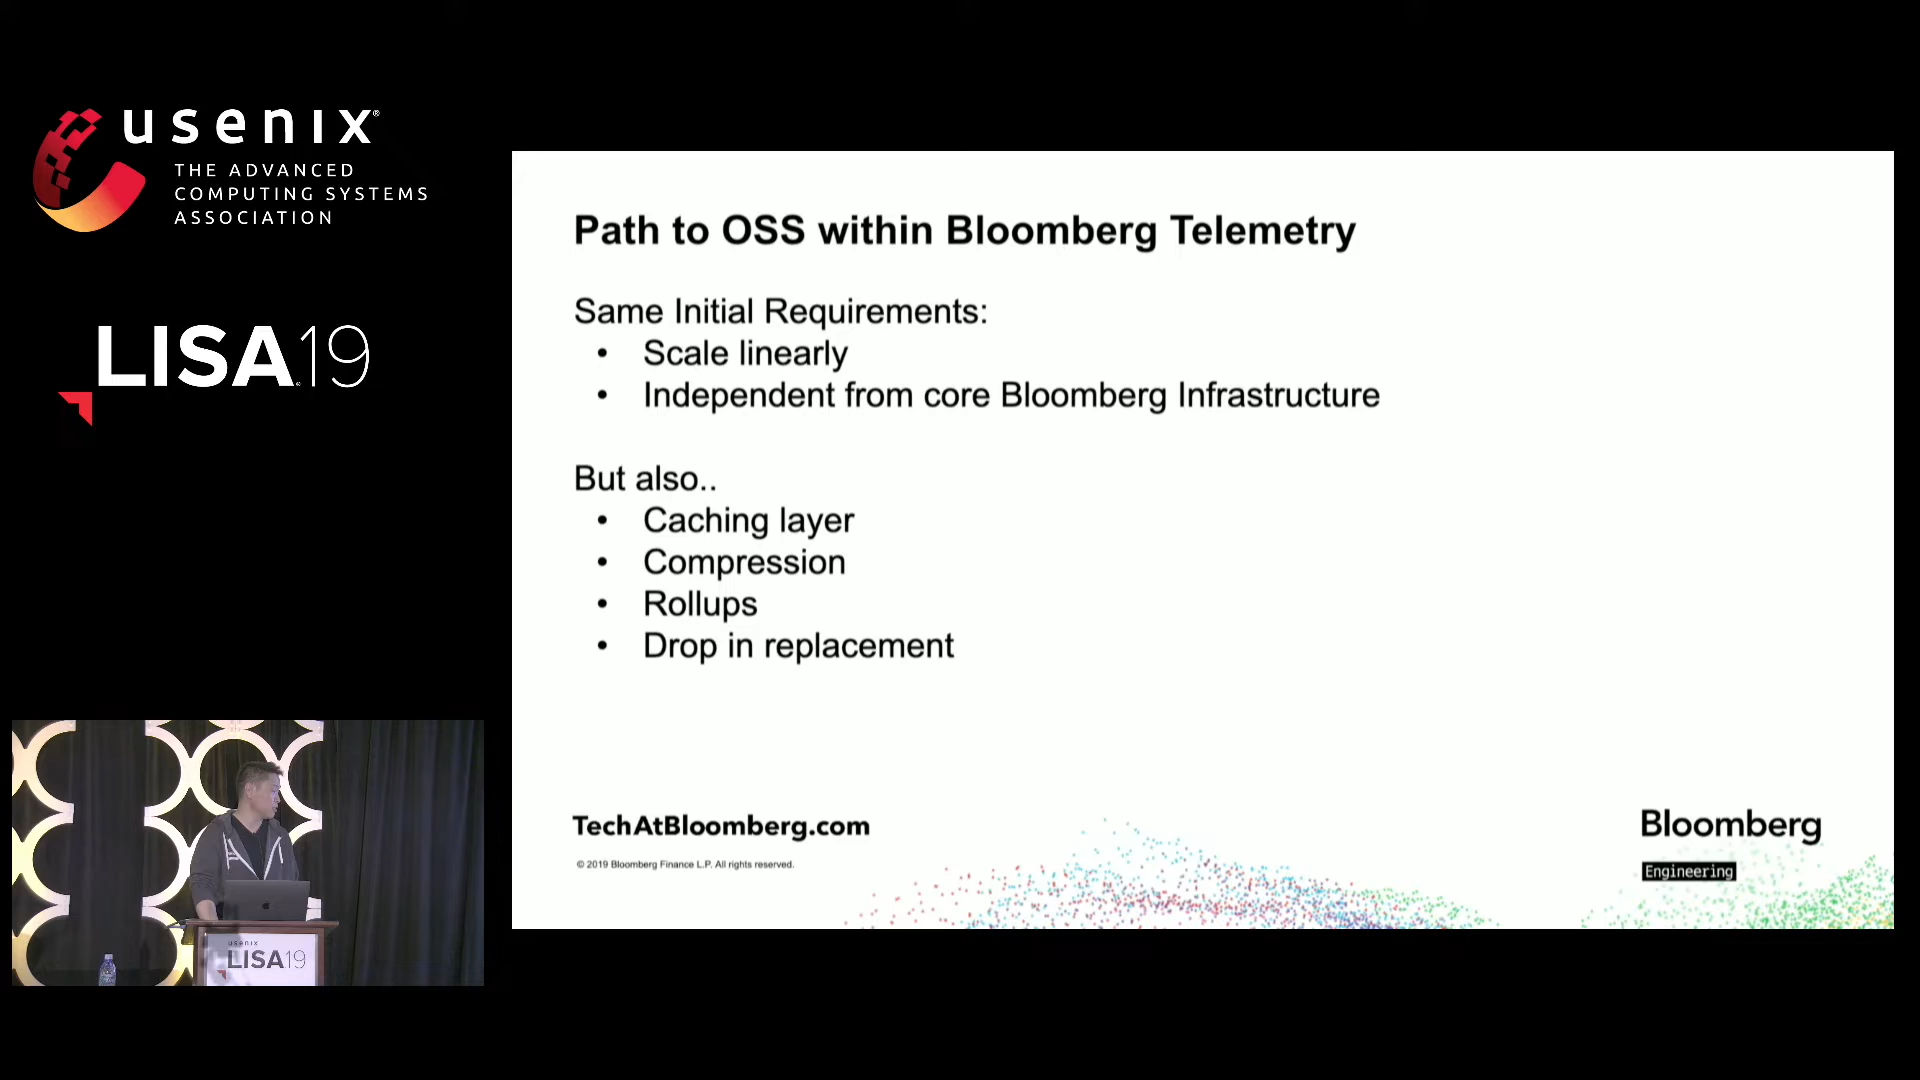 usenix®
THE ADVANCED
COMPUTING SYSTEMS
ASSOCIATION
LISA19
Path to OSS within Bloomberg Telemetry
Same Initial Requirements:
• Scale linearly
• Independent from core Bloomberg Infrastructure
But also..
• Caching layer
• Compression
• Rollups
• Drop in replacement
TechAtBloomberg.com
© 2019 Bloomberg Finance L.P. All rights reserved.
Bloomberg
Engineering
usenix
LISA19